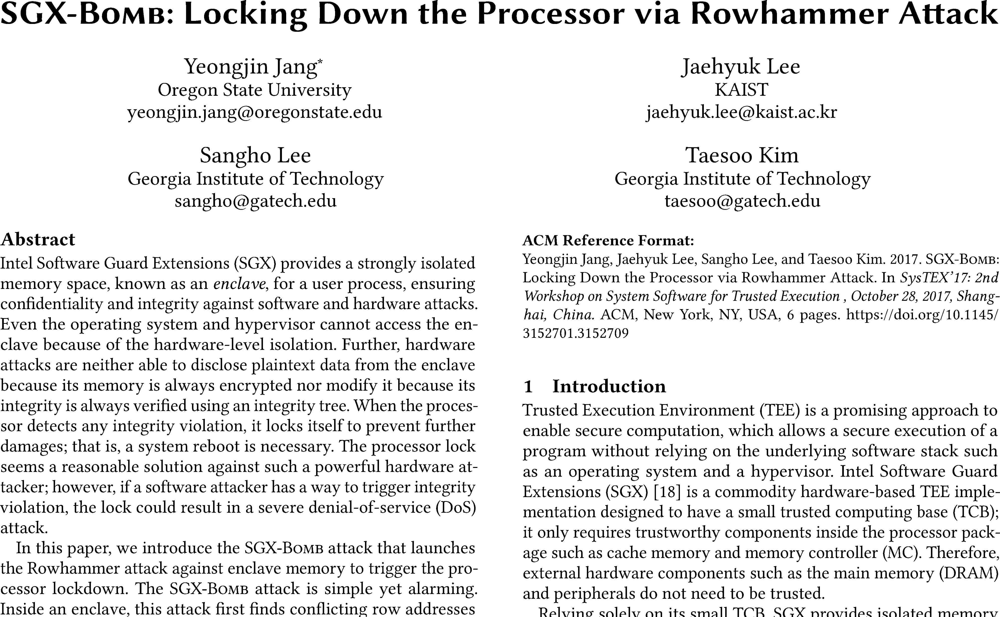 SGX-Bomb: Locking Down the Processor via Rowhammer Attack
Yeongjin Jang*
Oregon State University
yeongjin.jang@oregonstate.edu
Jaehyuk Lee
KAIST
jaehyuk.lee@kaist.ac.kr
Sangho Lee
Georgia Institute of Technology
sangho@gatech.edu
Taesoo Kim
Georgia Institute of Technology
taesoo@gatech.edu
Abstract
Intel Software Guard Extensions (SGX) provides a strongly isolated
memory space, known as an enclave, for a user process, ensuring
confidentiality and integrity against software and hardware attacks.
Even the operating system and hypervisor cannot access the en-
clave because of the hardware-level isolation. Further, hardware
attacks are neither able to disclose plaintext data from the enclave
because its memory is always encrypted nor modify it because its
integrity is always verified using an integrity tree. When the proces-
sor detects any integrity violation, it locks itself to prevent further
damages; that is, a system reboot is necessary. The processor lock
seems a reasonable solution against such a powerful hardware at-
tacker; however, if a software attacker has a way to trigger integrity
violation, the lock could result in a severe denial-of-service (DoS)
attack.
In this paper, we introduce the SGX-Bomb attack that launches
the Rowhammer attack against enclave memory to trigger the pro-
cessor lockdown. The SGX-Bomb attack is simple yet alarming.
Inside an enclave, this attack first finds conflicting row addresses
ACM Reference Format:
Yeongjin Jang, Jaehyuk Lee, Sangho Lee, and Taesoo Kim. 2017. SGX-Bomb:
Locking Down the Processor via Rowhammer Attack. In SysTEX'17: 2nd
Workshop on System Software for Trusted Execution , October 28, 2017, Shang-
hai, China. ACM, New York, NY, USA, 6 pages. https://doi.org/10.1145/
3152701.3152709
1 Introduction
Trusted Execution Environment (TEE) is a promising approach to
enable secure computation, which allows a secure execution of a
program without relying on the underlying software stack such
as an operating system and a hypervisor. Intel Software Guard
Extensions (SGX) [18] is a commodity hardware-based TEE imple-
mentation designed to have a small trusted computing base (TCB);
it only requires trustworthy components inside the processor pack-
age such as cache memory and memory controller (MC). Therefore,
external hardware components such as the main memory (DRAM)
and peripherals do not need to be trusted.
Relying solely on its small TCB, SGX provides isolated memory